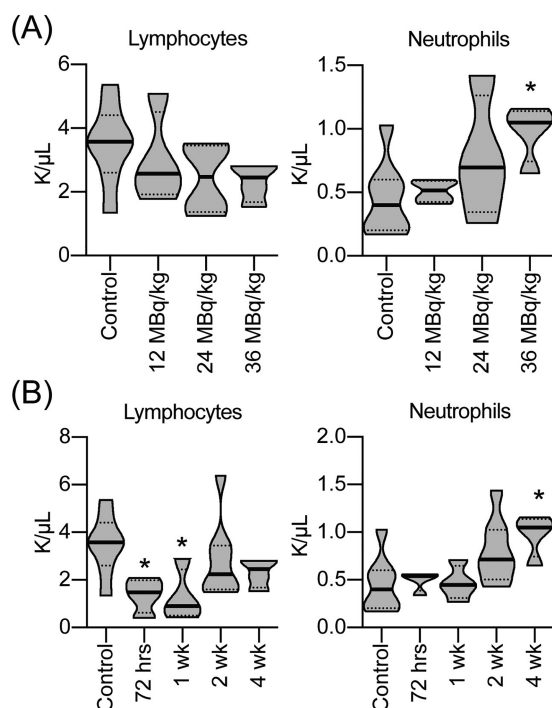 (A)
Lymphocytes
Neutrophils
K/μL
6
4
2
0
Control
12 MBq/kg
24 MBq/kg
36 MBq/kg
K/μL
1.5
1.0
0.5
0.0
*
Control
12 MBq/kg
24 MBq/kg
36 MBq/kg
(B)
Lymphocytes
Neutrophils
K/μL
8
6
4
2
0
*
*
Control
72 hrs
1 wk
2 wk
4 wk
K/μL
2.0
1.5
1.0
0.5
0.0
*
Control
72 hrs
1 wk
2 wk
4 wk